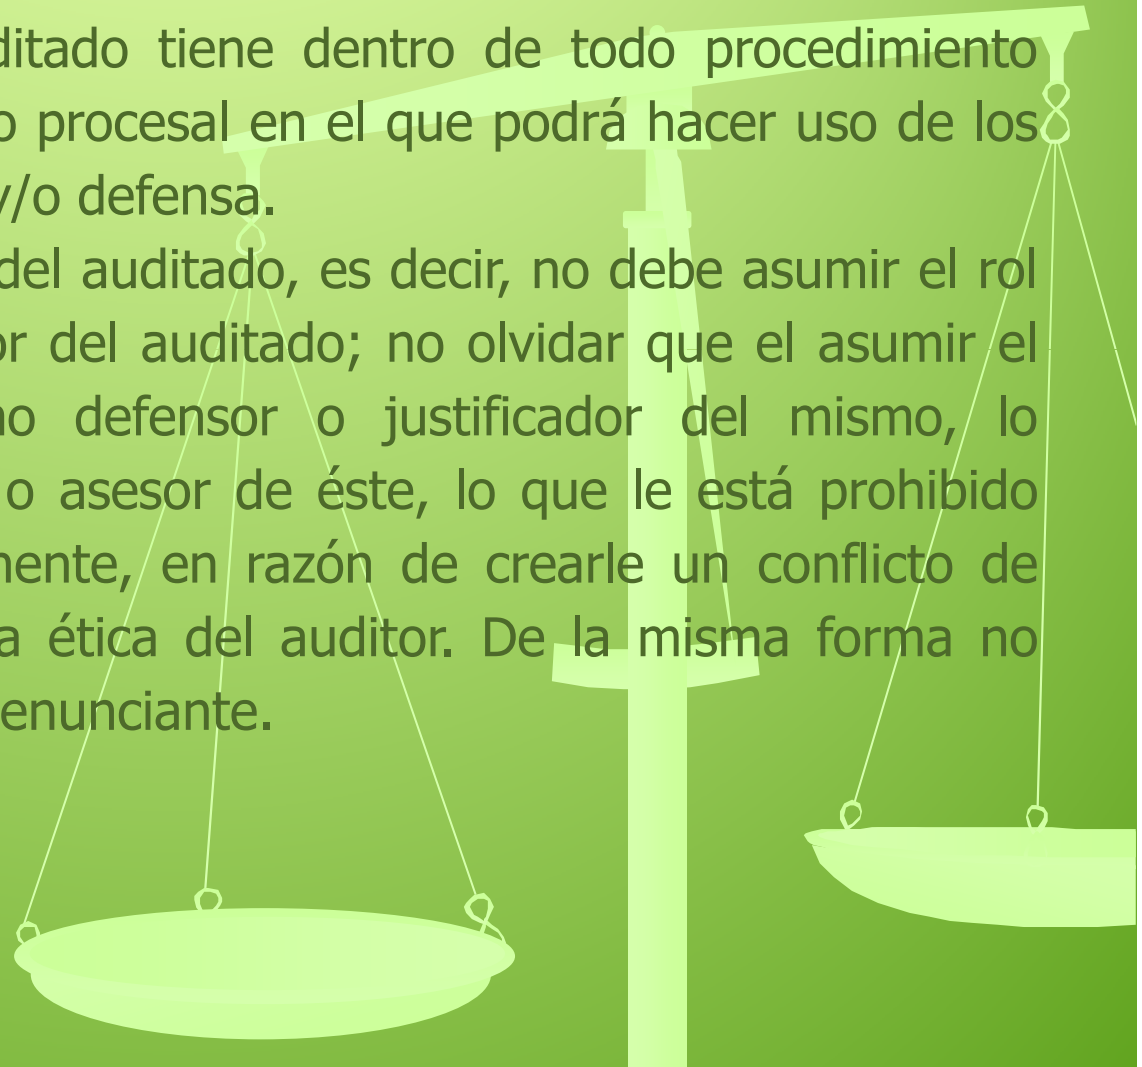 ditado tiene dentro de todo procedimiento
o procesal en el que podrá hacer uso de los
y/o defensa.
del auditado, es decir, no debe asumir el rol
or del auditado; no olvidar que el asumir el
no defensor o justificador del mismo, lo
o asesor de éste, lo que le está prohibido
nente, en razón de crearle un conflicto de
a ética del auditor. De la misma forma no
enunciante.